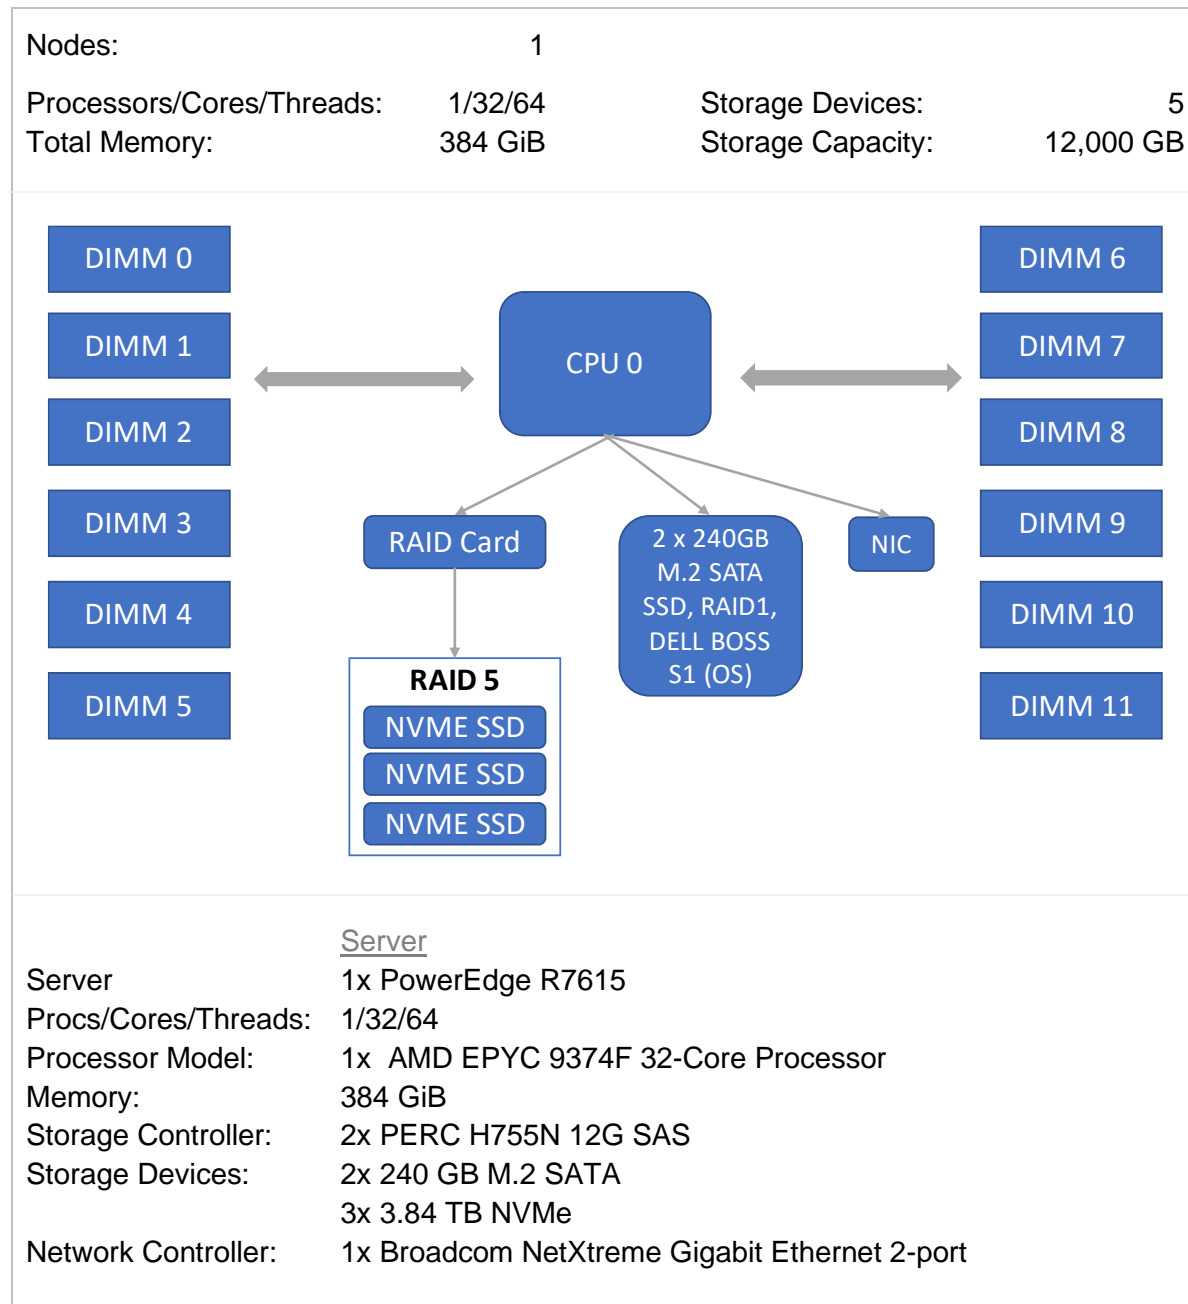 Nodes: 1
Processors/Cores/Threads: 1/32/64 Storage Devices: 5
Total Memory: 384 GiB Storage Capacity: 12,000 GB
DIMM 0
DIMM 1
DIMM 2
DIMM 3
DIMM 4
DIMM 5
CPU 0
RAID Card
RAID 5
NVME SSD
NVME SSD
NVME SSD
2 x 240GB
M.2 SATA
SSD, RAID1,
DELL BOSS
S1 (OS)
NIC
DIMM 6
DIMM 7
DIMM 8
DIMM 9
DIMM 10
DIMM 11
Server
Server 1x PowerEdge R7615
Procs/Cores/Threads: 1/32/64
Processor Model: 1x AMD EPYC 9374F 32-Core Processor
Memory: 384 GiB
Storage Controller: 2x PERC H755N 12G SAS
Storage Devices: 2x 240 GB M.2 SATA
3x 3.84 TB NVMe
Network Controller: 1x Broadcom NetXtreme Gigabit Ethernet 2-port